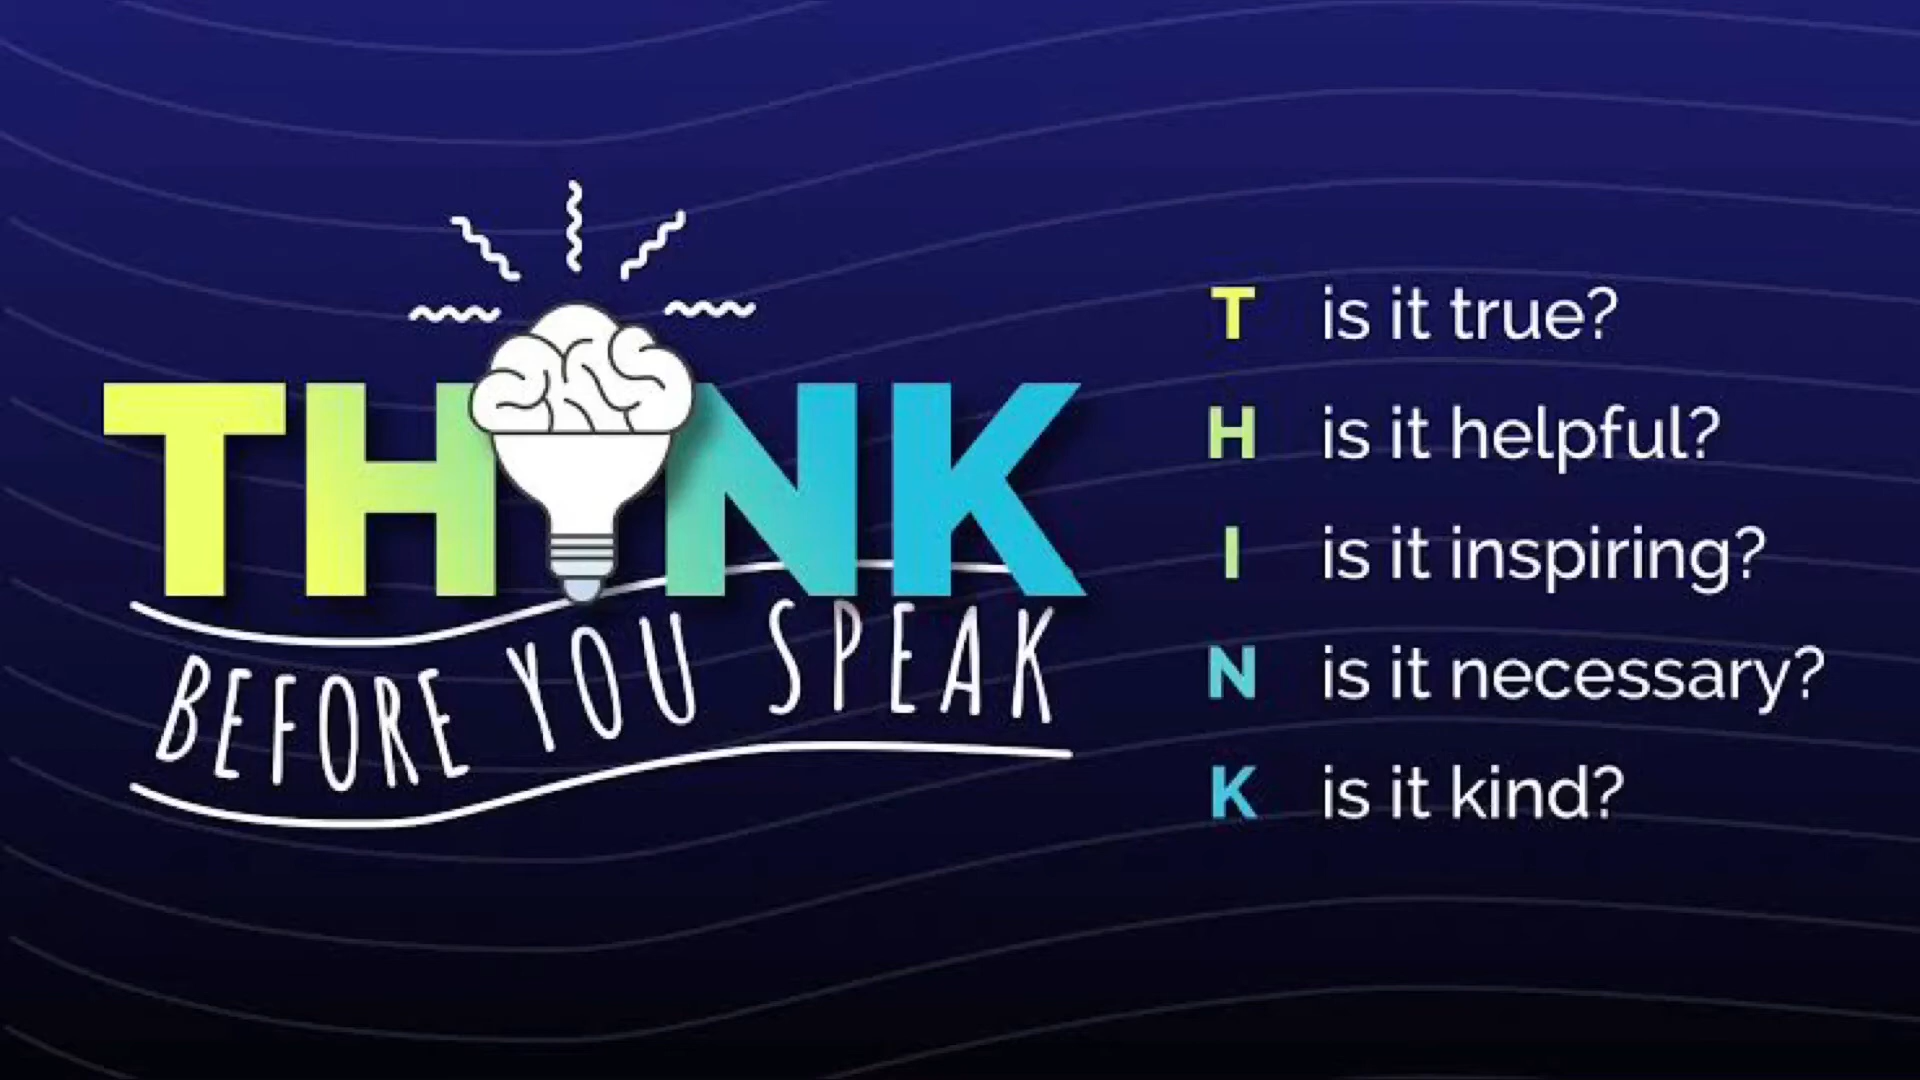 THINK
BEFORE YOU SPEAK
T is it true?
H is it helpful?
I is it inspiring?
N is it necessary?
K is it kind?